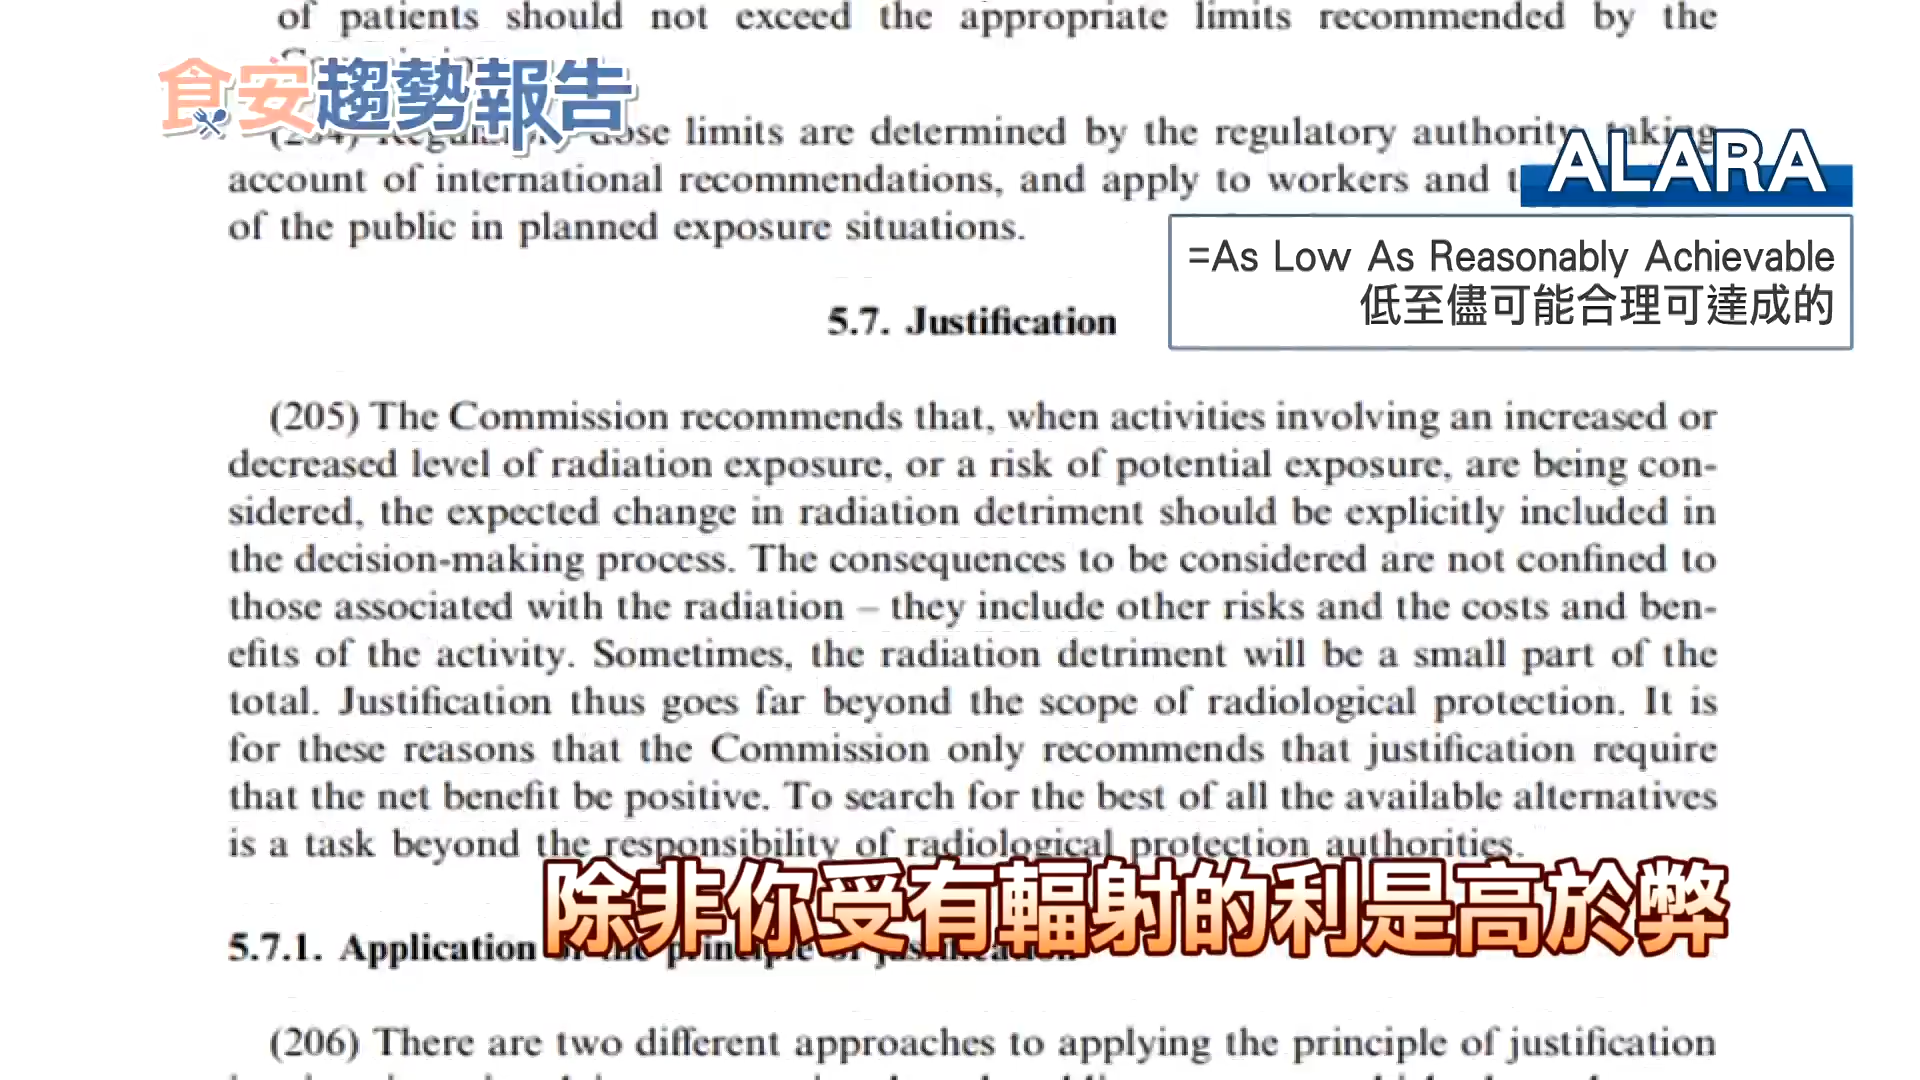 of patients should not exceed the appropriate limits recommended by the
食安趨勢報告
dose limits are determined by the regulatory authority, taking
ALARA
account of international recommendations, and apply to workers and
of the public in planned exposure situations.
=As Low As Reasonably Achievable
低至儘可能合理可達成的
5.7. Justification
(205) The Commission recommends that, when activities involving an increased or
decreased level of radiation exposure, or a risk of potential exposure, are being con-
sidered, the expected change in radiation detriment should be explicitly included in
the decision-making process. The consequences to be considered are not confined to
those associated with the radiation – they include other risks and the costs and ben-
efits of the activity. Sometimes, the radiation detriment will be a small part of the
total. Justification thus goes far beyond the scope of radiological protection. It is
for these reasons that the Commission only recommends that justification require
that the net benefit be positive. To search for the best of all the available alternatives
is a task beyond the responsibility of radiological protection authorities.
除非你受有輻射的利是高於弊
5.7.1. Application of the principle of justification
(206) There are two different approaches to applying the principle of justification